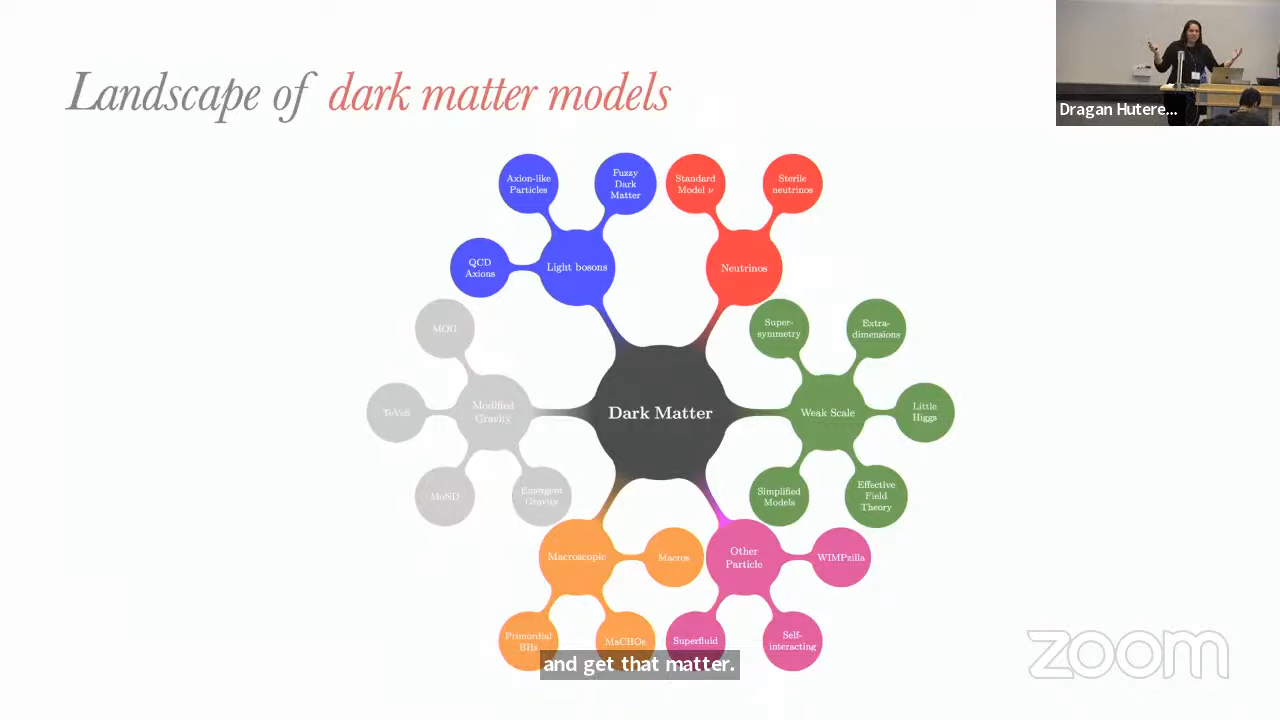 Landscape of dark matter models
Dragan Hutere...
Axion-like
Particles
Fuzzy
Dark
Matter
Standard
Model ν
Sterile
neutrinos
QCD
Axions
Light bosons
Neutrinos
MOG
Super-
symmetry
Extra-
dimensions
TeVeS
Modified
Gravity
Dark Matter
Weak Scale
Little
Higgs
MoND
Emergent
Gravity
Simplified
Models
Effective
Field
Theory
Macroscopic
Macros
Other
Particle
WIMPzilla
Primordial
BHs
MaCHOs
Superfluid
Self-
interacting
and get that matter.
zoom